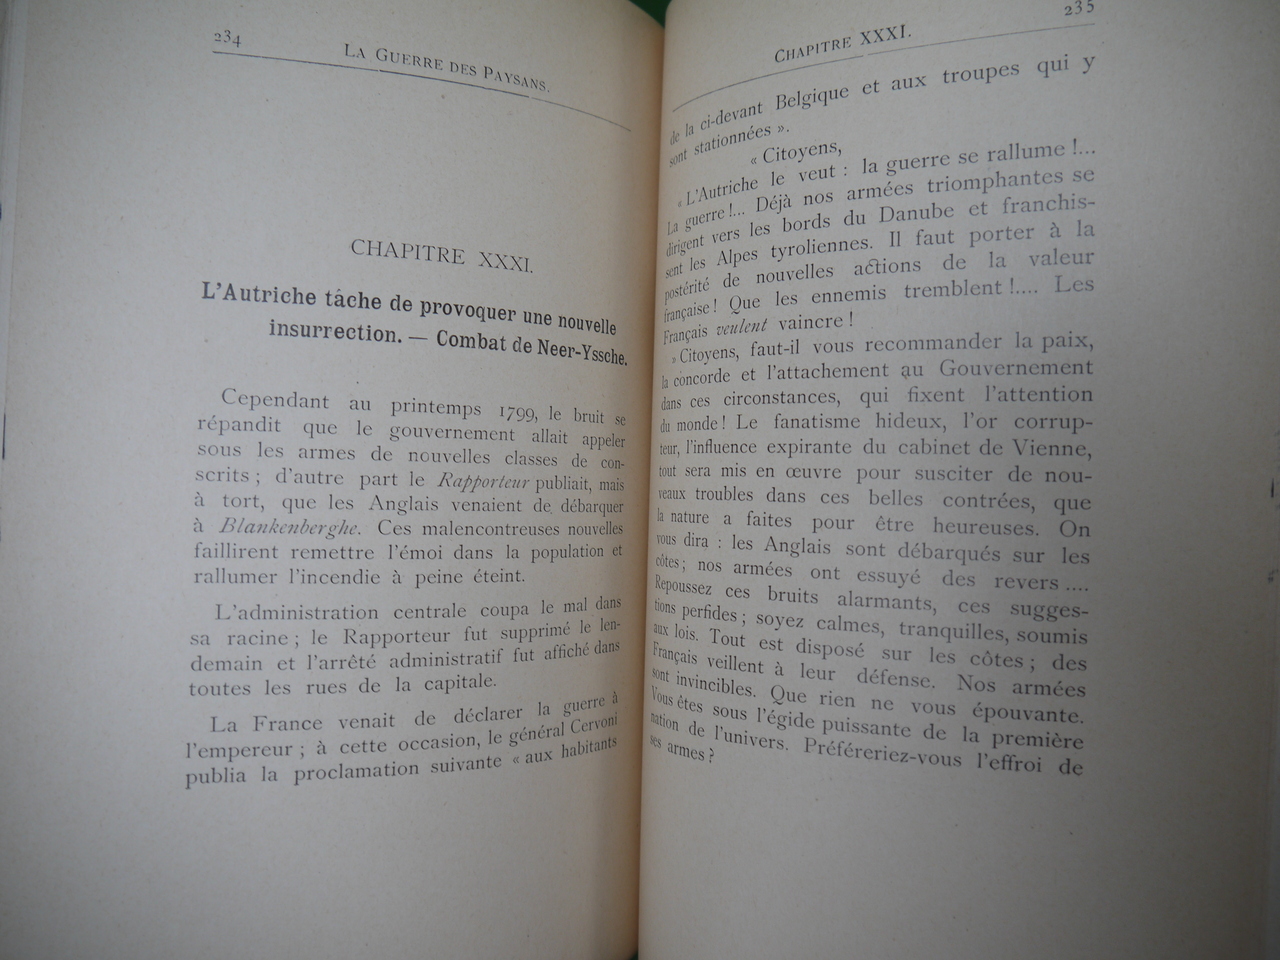 234
LA GUERRE DES PAYSANS.
CHAPITRE XXXI.
L'Autriche tâche de provoquer une nouvelle
insurrection. — Combat de Neer-Yssche.
Cependant au printemps 1799, le bruit se
répandit que le gouvernement allait appeler
sous les armes de nouvelles classes de con-
scrits ; d'autre part le Rapporteur publiait, mais
à tort, que les Anglais venaient de débarquer
à Blankenberghe. Ces malencontreuses nouvelles
faillirent remettre l'émoi dans la population et
rallumer l'incendie à peine éteint.
L'administration centrale coupa le mal dans
sa racine ; le Rapporteur fut supprimé le len-
demain et l'arrêté administratif fut affiché dans
toutes les rues de la capitale.
La France venait de déclarer la guerre à
l'empereur ; à cette occasion, le général Cervoni
publia la proclamation suivante « aux habitants
CHAPITRE XXXI.
235
de la ci-devant Belgique et aux troupes qui y
sont stationnées ».
« Citoyens,
« L'Autriche le veut : la guerre se rallume !...
La guerre !... Déjà nos armées triomphantes se
dirigent vers les bords du Danube et franchis-
sent les Alpes tyroliennes. Il faut porter à la
postérité de nouvelles actions de la valeur
française ! Que les ennemis tremblent !.... Les
Français veulent vaincre !
» Citoyens, faut-il vous recommander la paix,
la concorde et l'attachement au Gouvernement
dans ces circonstances, qui fixent l'attention
du monde ! Le fanatisme hideux, l'or corrup-
teur, l'influence expirante du cabinet de Vienne,
tout sera mis en œuvre pour susciter de nou-
veaux troubles dans ces belles contrées, que
la nature a faites pour être heureuses. On
vous dira : les Anglais sont débarqués sur les
côtes ; nos armées ont essuyé des revers ....
Repoussez ces bruits alarmants, ces sugges-
tions perfides ; soyez calmes, tranquilles, soumis
aux lois. Tout est disposé sur les côtes ; des
Français veillent à leur défense. Nos armées
sont invincibles. Que rien ne vous épouvante.
Vous êtes sous l'égide puissante de la première
nation de l'univers. Préféreriez-vous l'effroi de
ses armes ?